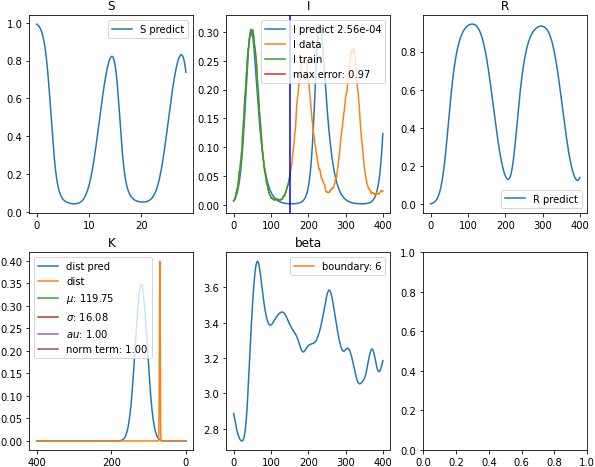 S
1.0
0.8
0.6
0.4
0.2
0.0
0 10 20
S predict
I
0.30
0.25
0.20
0.15
0.10
0.05
0.00
0 100 200 300 400
I predict 2.56e-04
I data
I train
max error: 0.97
R
0.8
0.6
0.4
0.2
0.0
0 100 200 300 400
R predict
K
0.40
0.35
0.30
0.25
0.20
0.15
0.10
0.05
0.00
400 200 0
dist pred
dist
μ: 119.75
σ: 16.08
au: 1.00
norm term: 1.00
beta
3.6
3.4
3.2
3.0
2.8
0 100 200 300 400
boundary: 6
1.0
0.8
0.6
0.4
0.2
0.0
0.0 0.2 0.4 0.6 0.8 1.0